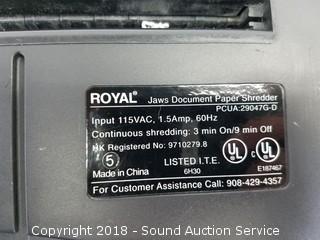 ROYAL® Jaws Document Paper Shredder
PCUA:29047G-D
Input 115VAC, 1.5Amp, 60Hz
Continuous shredding: 3 min On/9 min Off
HK Registered No: 9710279.8
5 LISTED I.T.E. UL UL
Made in China 6H30 E187467
For Customer Assistance Call: 908-429-4357
Copyright © 2018 - Sound Auction Service